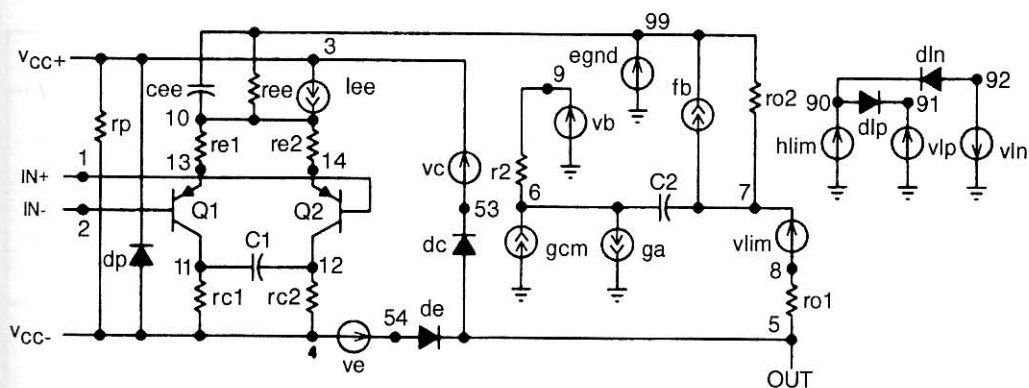 99
VCC+
3
egnd
cee
ree
Iee
9
fb
dln
92
10
vb
ro2
90
91
rp
re1
re2
dlp
hlim
vlp
vln
1
13
14
vc
r2
IN+
6
C2
7
IN-
Q1
Q2
53
2
dc
gcm
ga
vlim
dp
11
C1
12
8
rc1
rc2
ro1
54
de
5
VCC-
4
ve
OUT